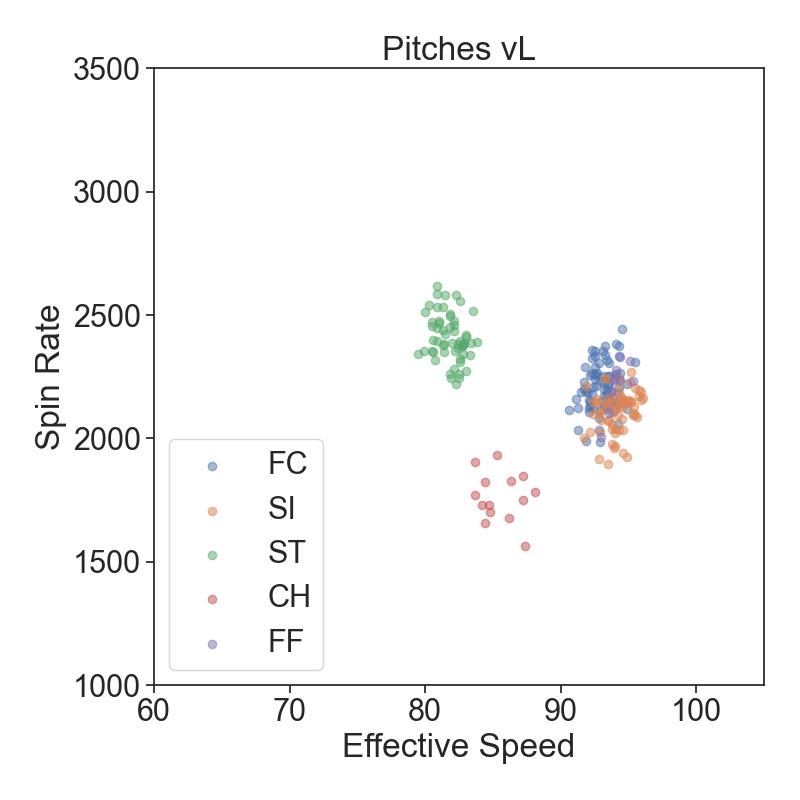 Pitches vL
3500
3000
2500
2000
1500
1000
Spin Rate
FC
SI
ST
CH
FF
60 70 80 90 100
Effective Speed